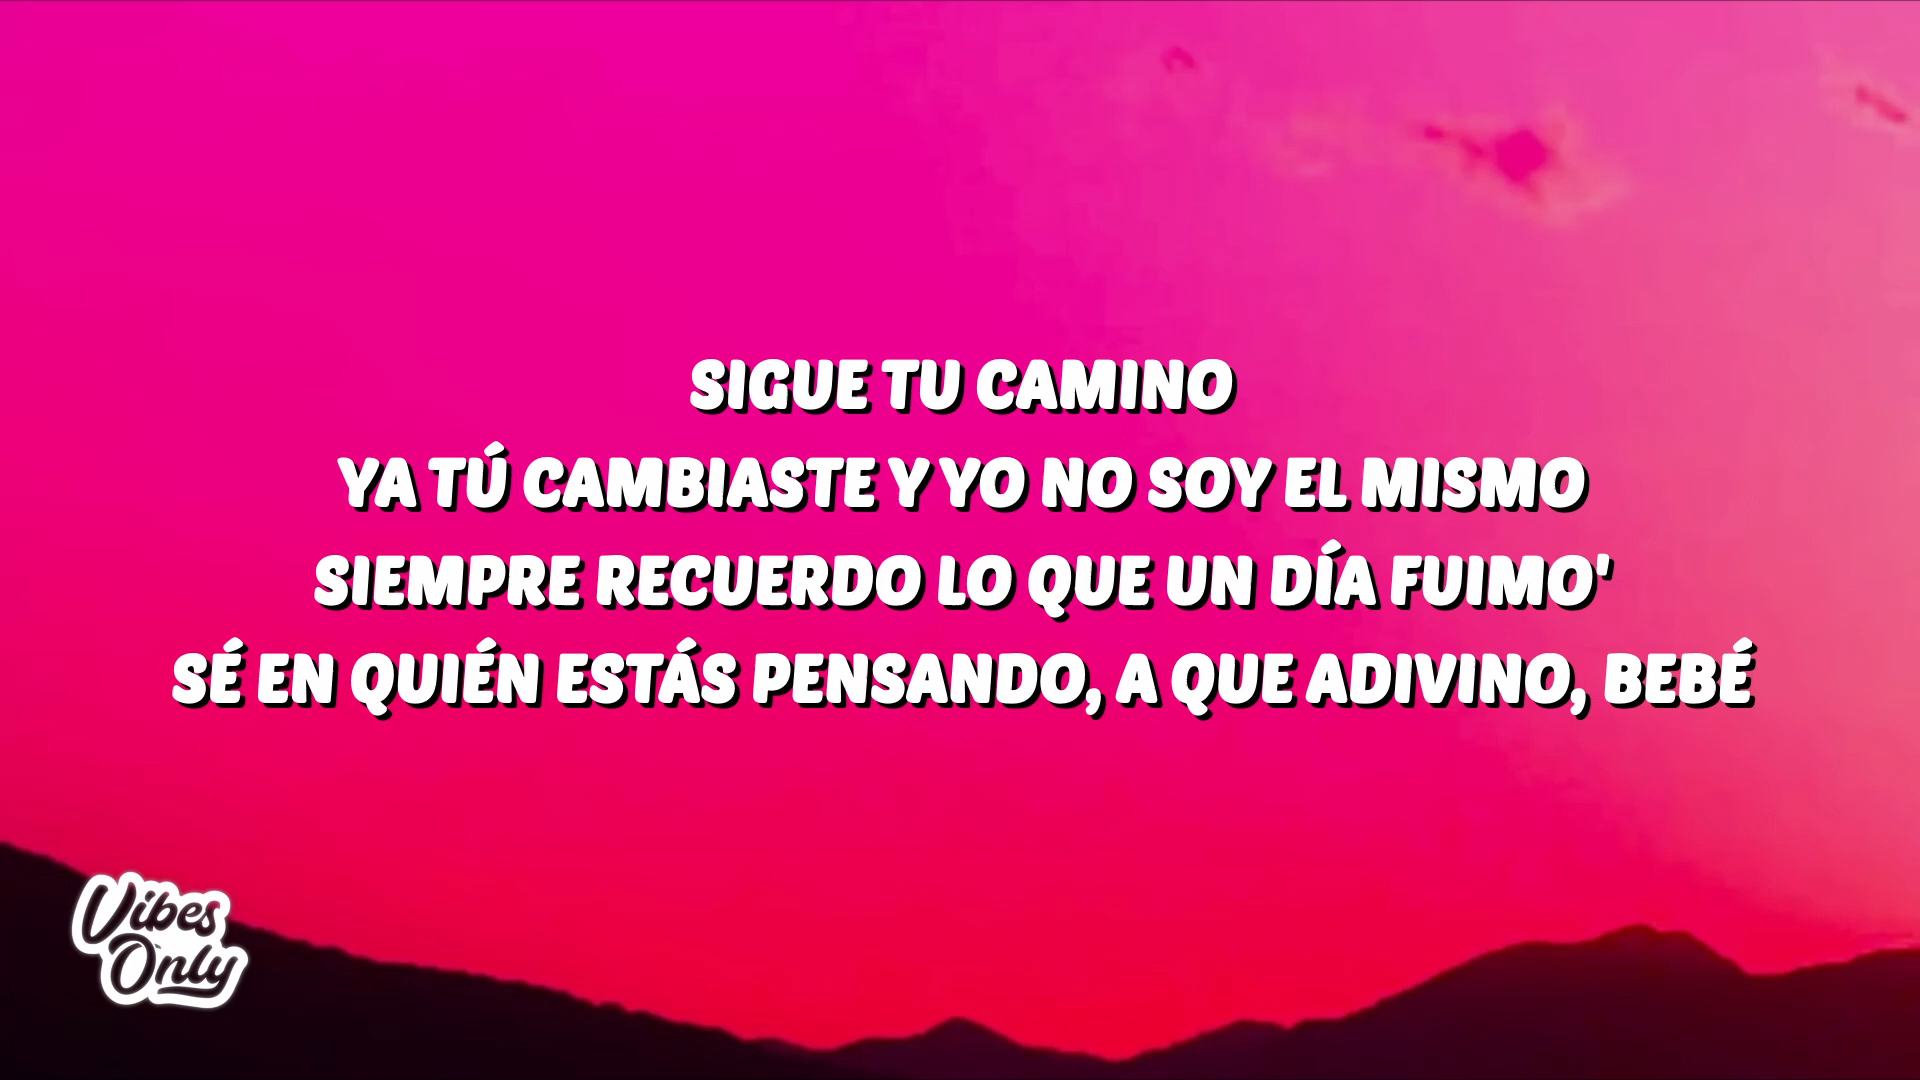 SIGUE TU CAMINO
YA TÚ CAMBIASTE Y YO NO SOY EL MISMO
SIEMPRE RECUERDO LO QUE UN DÍA FUIMO'
SÉ EN QUIÉN ESTÁS PENSANDO, A QUE ADIVINO, BEBÉ
Vibes
Only